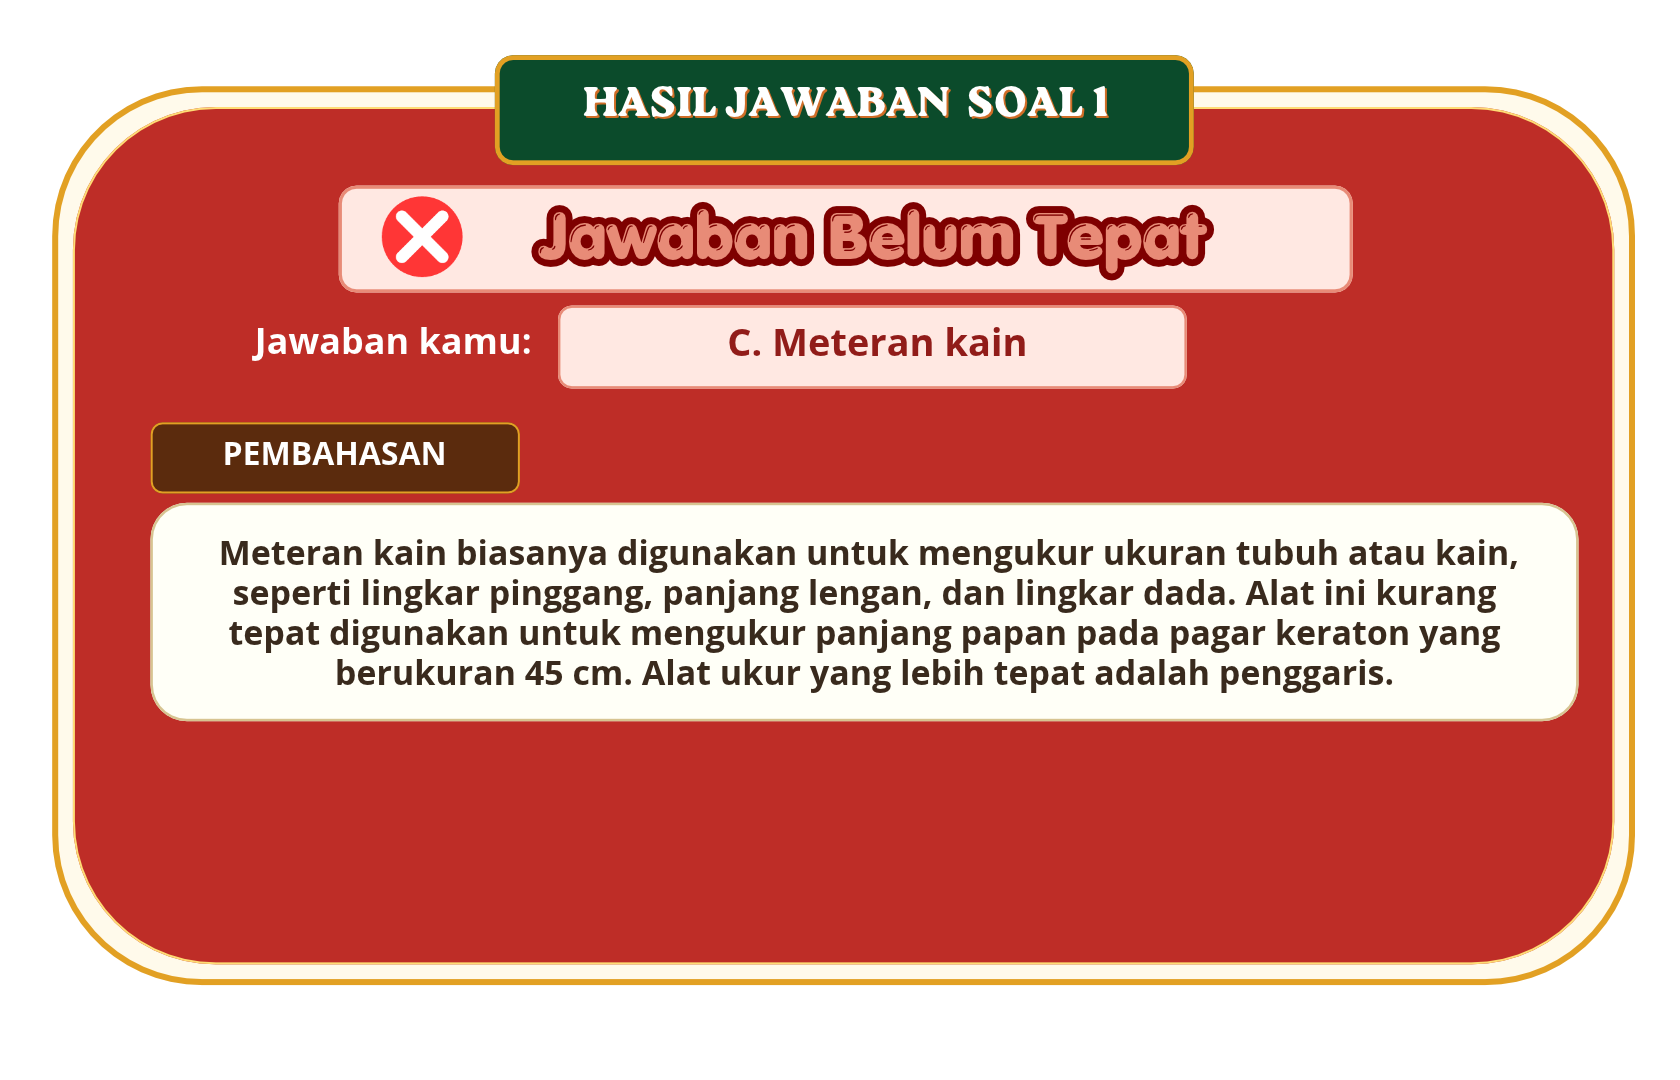 HASIL JAWABAN SOAL 1
Jawaban Belum Tepat
Jawaban kamu:
C. Meteran kain
PEMBAHASAN
Meteran kain biasanya digunakan untuk mengukur ukuran tubuh atau kain,
seperti lingkar pinggang, panjang lengan, dan lingkar dada. Alat ini kurang
tepat digunakan untuk mengukur panjang papan pada pagar keraton yang
berukuran 45 cm. Alat ukur yang lebih tepat adalah penggaris.